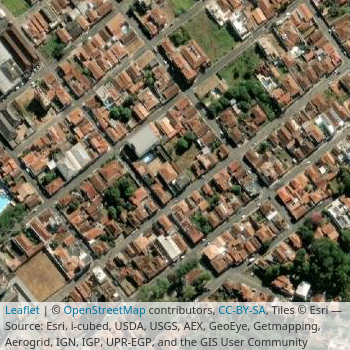 Leaflet | © OpenStreetMap contributors, CC-BY-SA, Tiles © Esri —
Source: Esri, i-cubed, USDA, USGS, AEX, GeoEye, Getmapping,
Aerogrid, IGN, IGP, UPR-EGP, and the GIS User Community